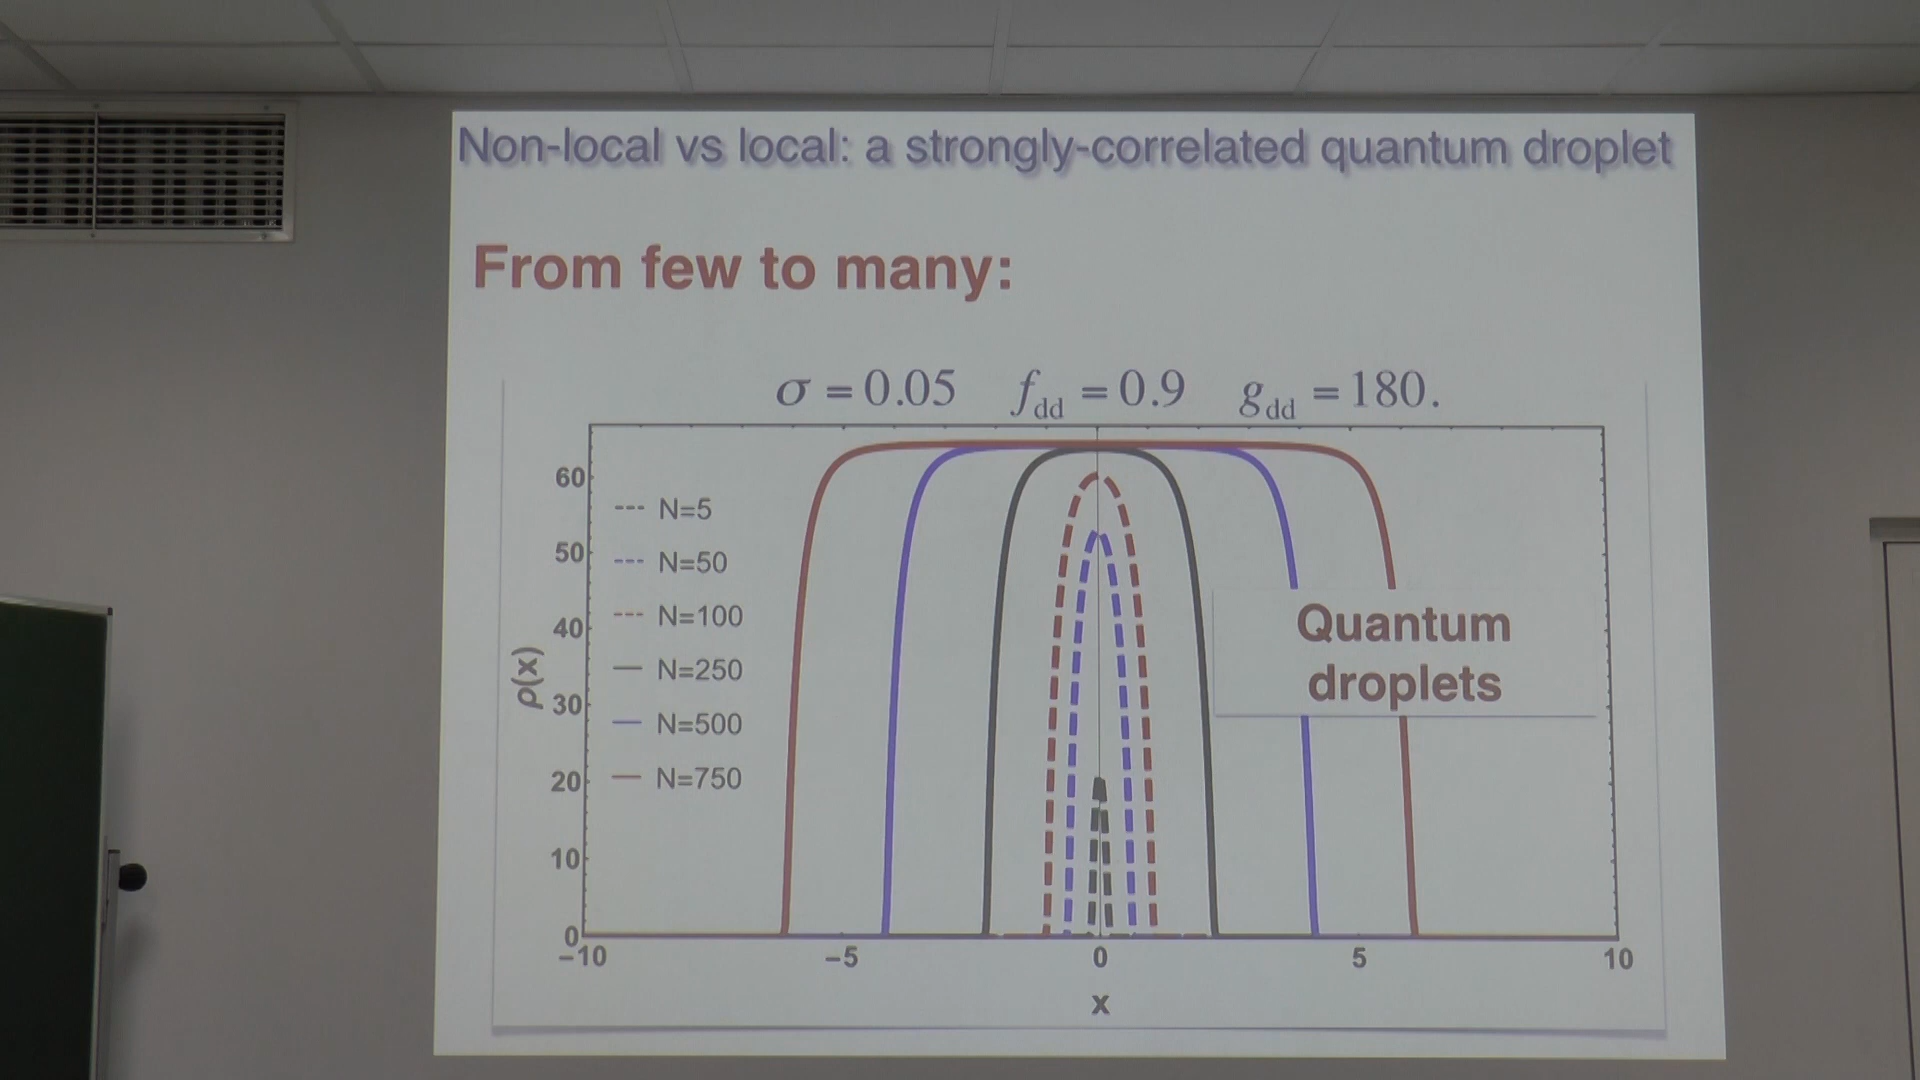 Non-local vs local: a strongly-correlated quantum droplet
From few to many:
σ = 0.05 f_dd = 0.9 g_dd = 180.
60
50
40
30
20
10
0
ρ(x)
N=5
N=50
N=100
N=250
N=500
N=750
Quantum
droplets
−10 −5 0 5 10
x